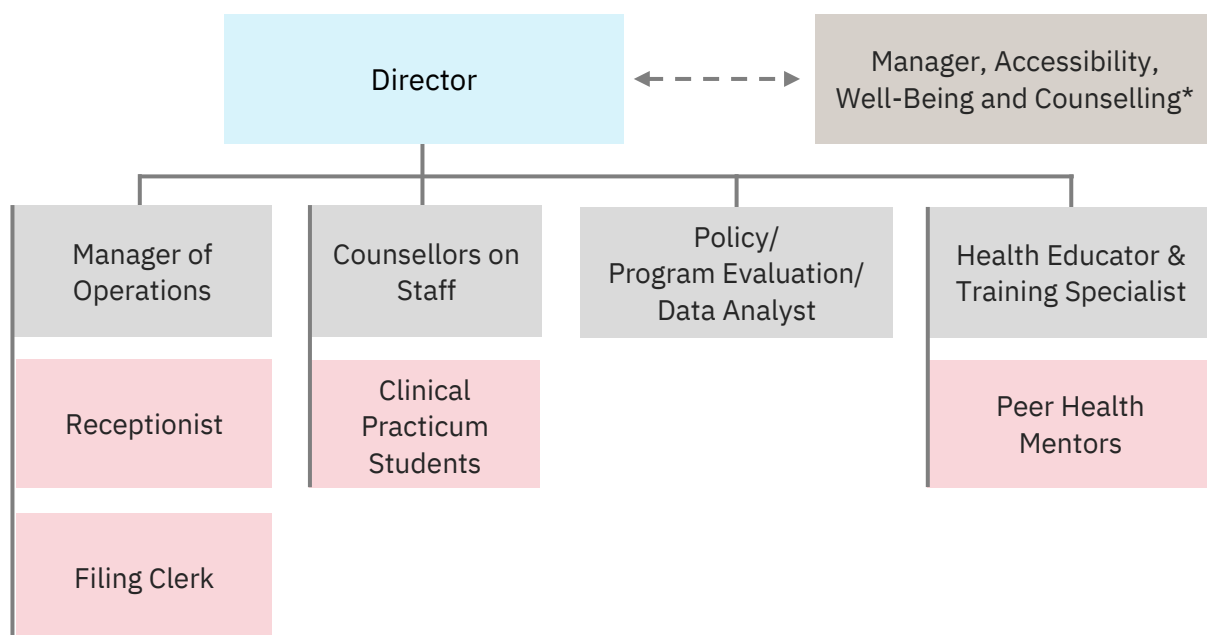 Director
Manager, Accessibility,
Well-Being and Counselling*
Manager of
Operations
Counsellors on
Staff
Policy/
Program Evaluation/
Data Analyst
Health Educator &
Training Specialist
Receptionist
Clinical
Practicum
Students
Peer Health
Mentors
Filing Clerk